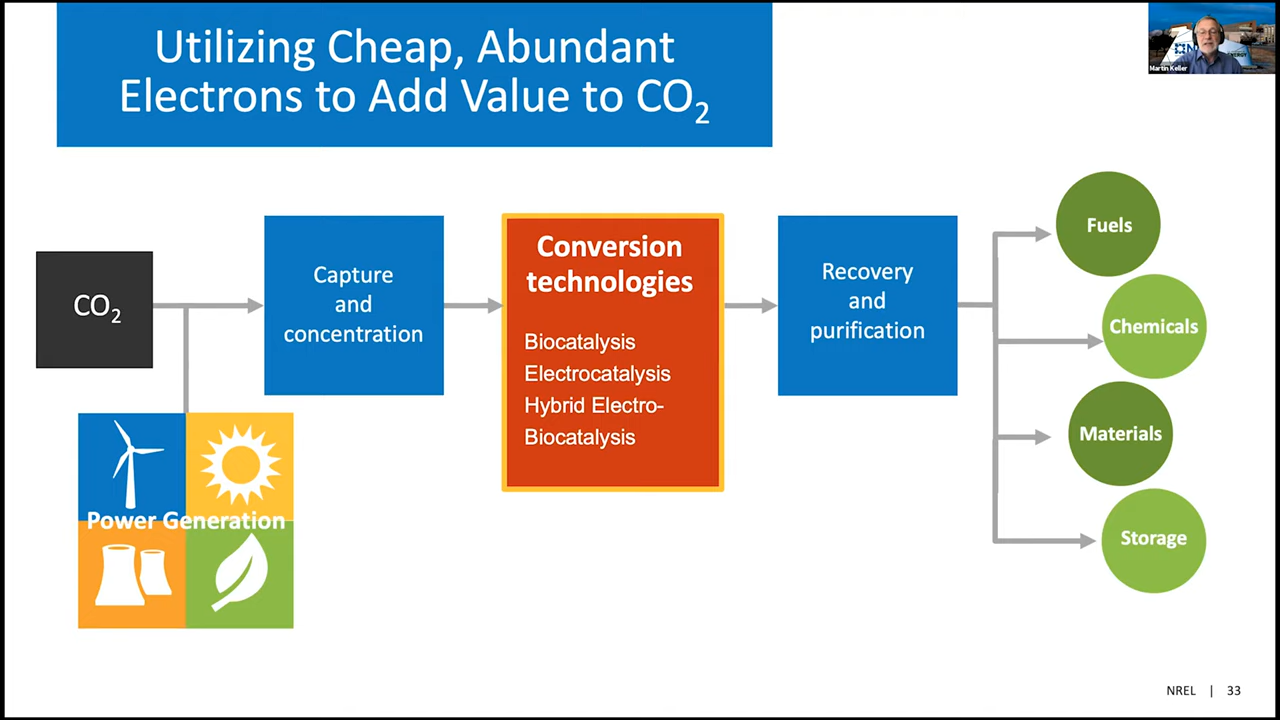 Utilizing Cheap, Abundant
Electrons to Add Value to CO₂
Martin Keller
CO₂
Capture
and
concentration
Conversion
technologies
Biocatalysis
Electrocatalysis
Hybrid Electro-
Biocatalysis
Recovery
and
purification
Fuels
Chemicals
Materials
Storage
Power Generation
NREL | 33